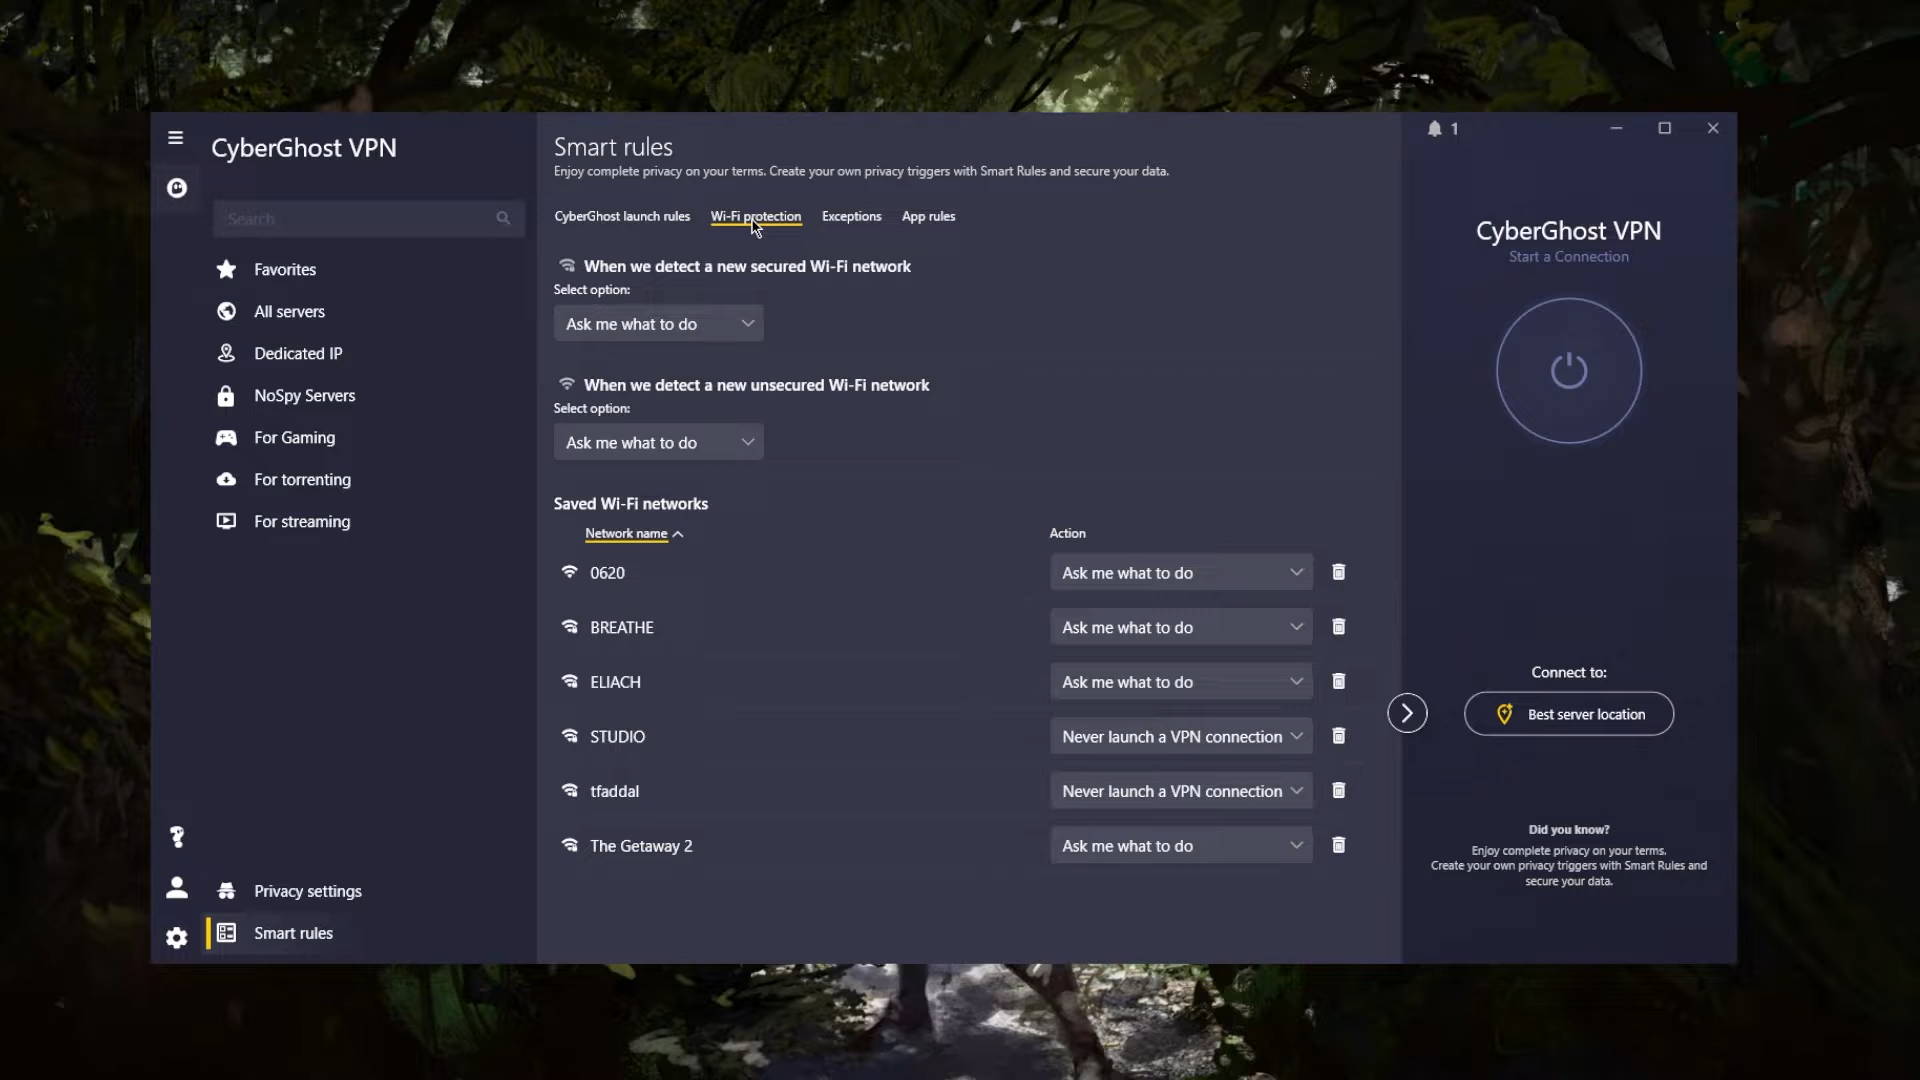 CyberGhost VPN
Search
Favorites
All servers
Dedicated IP
NoSpy Servers
For Gaming
For torrenting
For streaming
Privacy settings
Smart rules
Smart rules
Enjoy complete privacy on your terms. Create your own privacy triggers with Smart Rules and secure your data.
CyberGhost launch rules Wi-Fi protection Exceptions App rules
When we detect a new secured Wi-Fi network
Select option:
Ask me what to do
When we detect a new unsecured Wi-Fi network
Select option:
Ask me what to do
Saved Wi-Fi networks
Network name Action
0620 Ask me what to do
BREATHE Ask me what to do
ELIACH Ask me what to do
STUDIO Never launch a VPN connection
tfaddal Never launch a VPN connection
The Getaway 2 Ask me what to do
1
CyberGhost VPN
Start a Connection
Connect to:
Best server location
Did you know?
Enjoy complete privacy on your terms.
Create your own privacy triggers with Smart Rules and
secure your data.